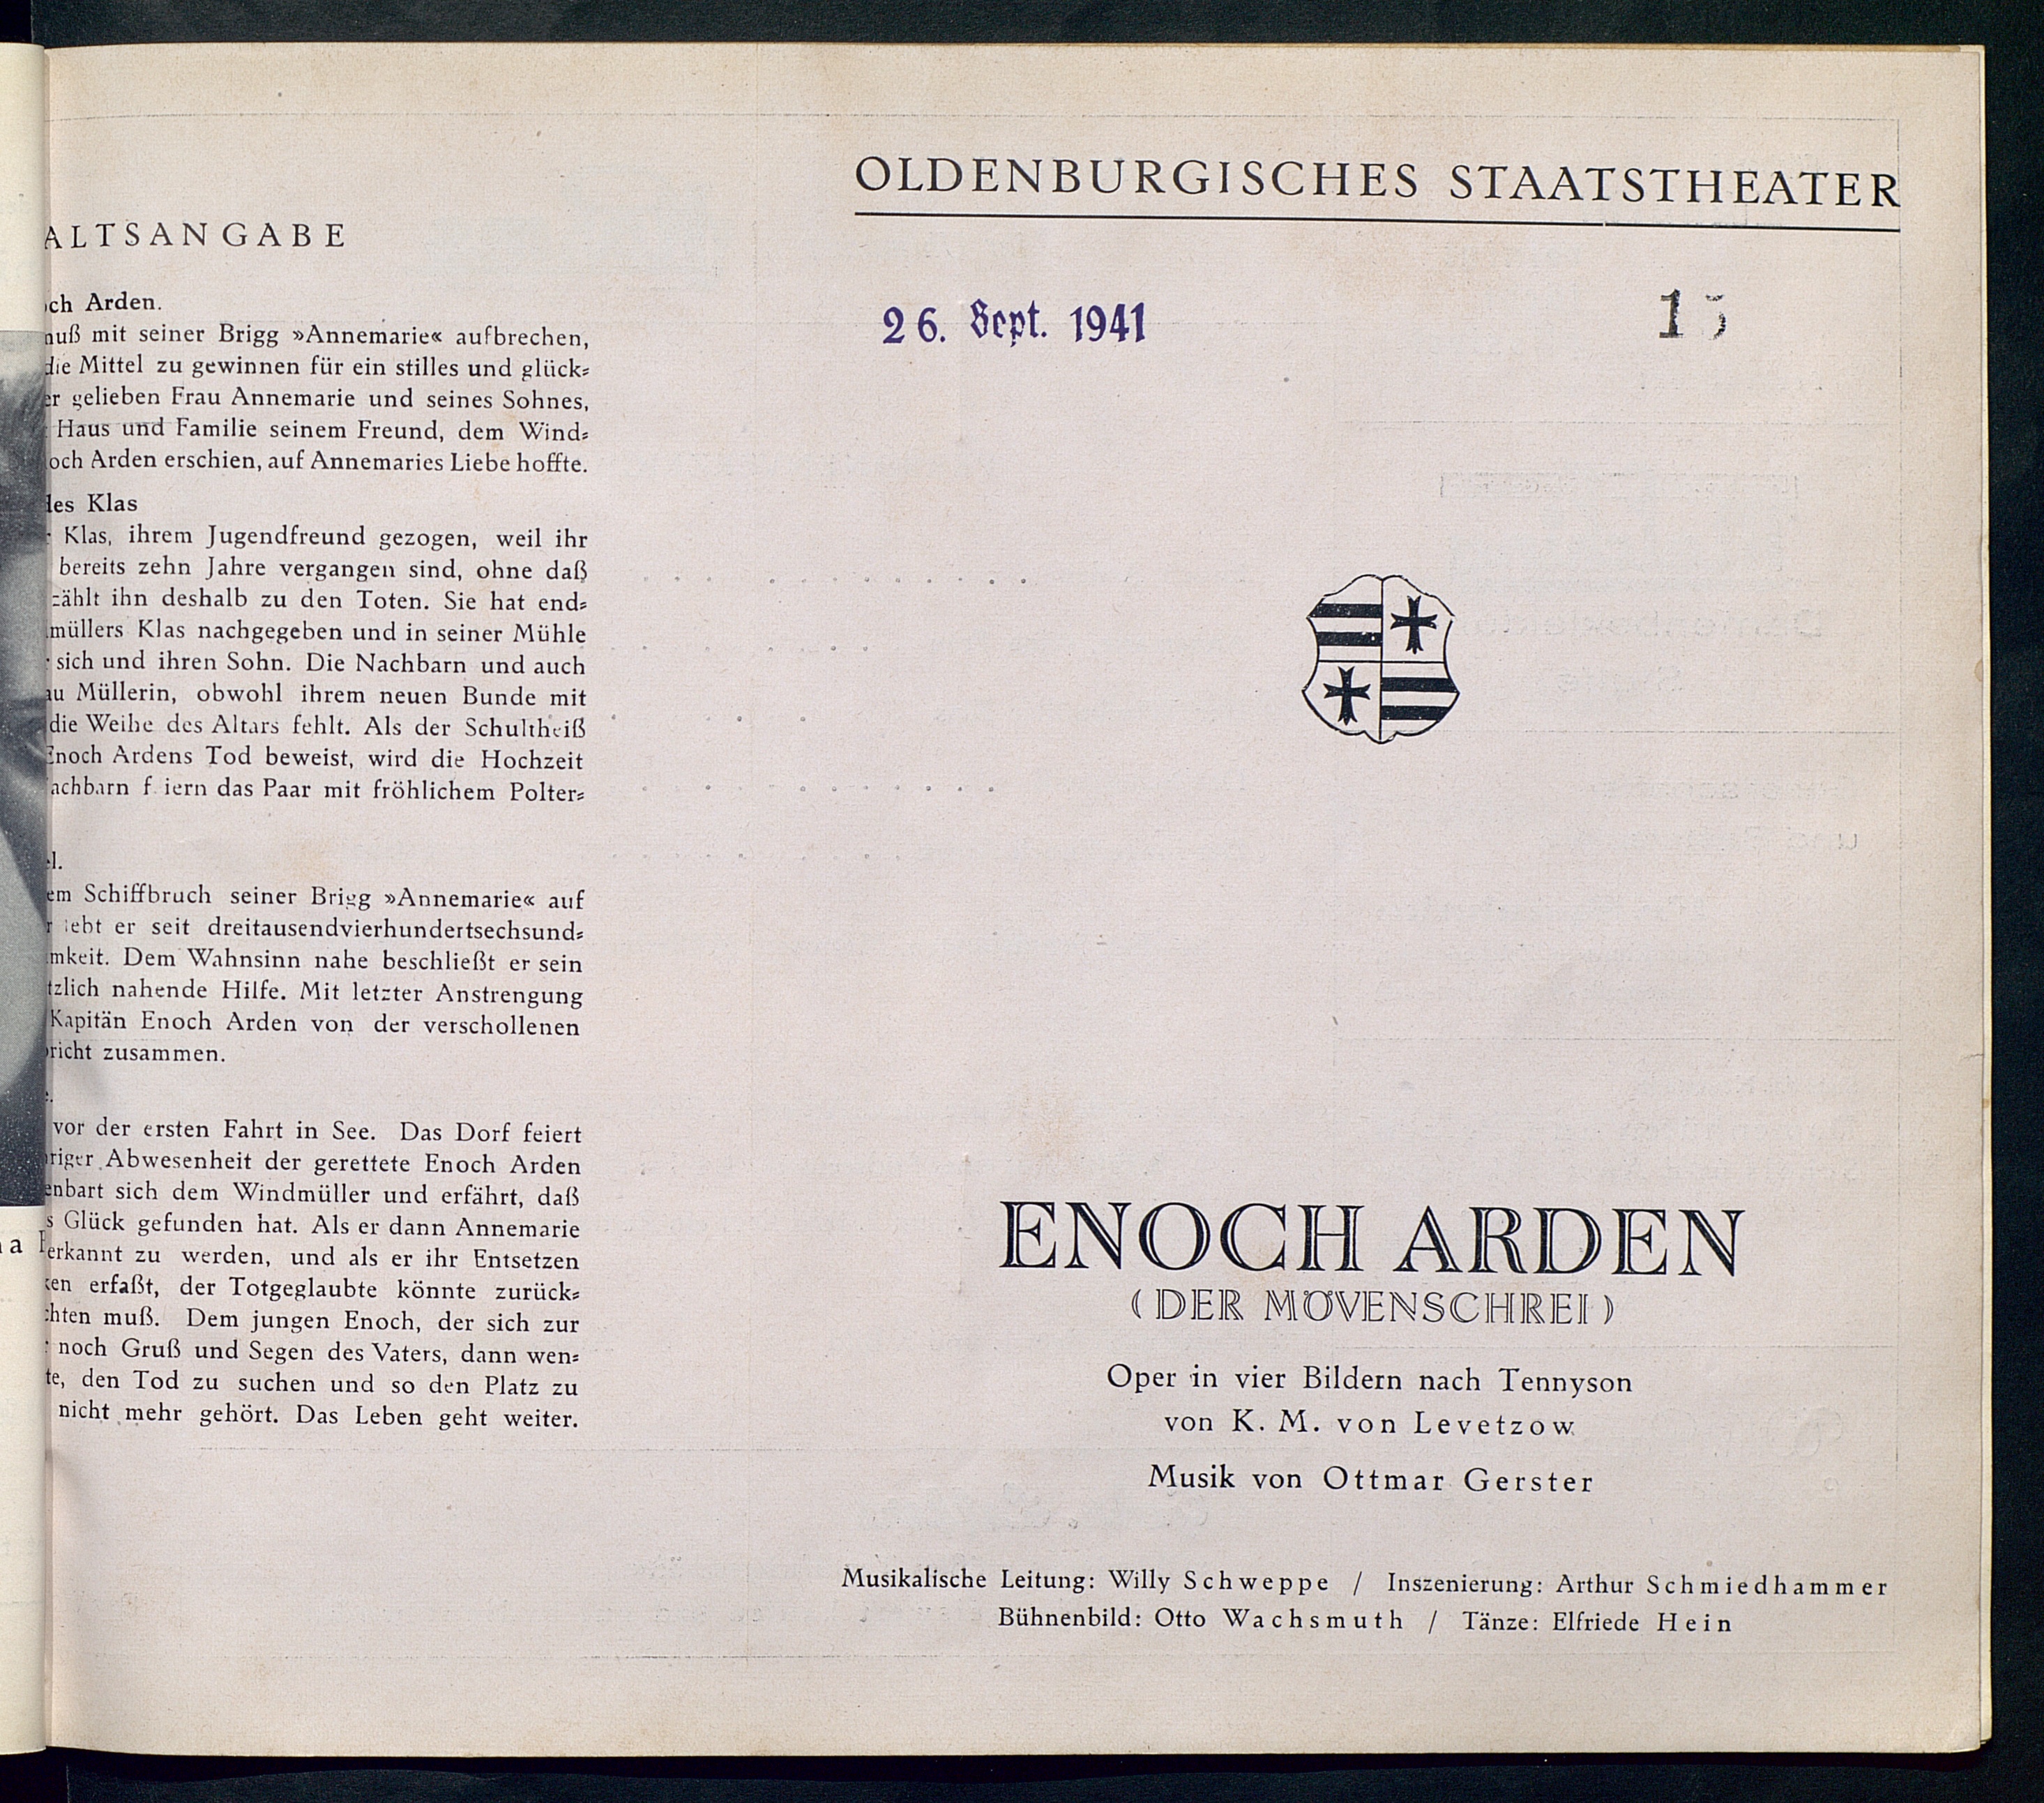 ALTSANGABE
och Arden.
muß mit seiner Brigg »Annemarie« aufbrechen,
die Mittel zu gewinnen für ein stilles und glück⸗
er gelieben Frau Annemarie und seines Sohnes,
Haus und Familie seinem Freund, dem Wind⸗
och Arden erschien, auf Annemaries Liebe hoffte.
des Klas
Klas, ihrem Jugendfreund gezogen, weil ihr
bereits zehn Jahre vergangen sind, ohne daß
zählt ihn deshalb zu den Toten. Sie hat end⸗
müllers Klas nachgegeben und in seiner Mühle
sich und ihren Sohn. Die Nachbarn und auch
au Müllerin, obwohl ihrem neuen Bunde mit
die Weihe des Altars fehlt. Als der Schultheiß
Enoch Ardens Tod beweist, wird die Hochzeit
achbarn f iern das Paar mit fröhlichem Polter⸗
el.
em Schiffbruch seiner Brigg »Annemarie« auf
lebt er seit dreitausendvierhundertsechsund⸗
mkeit. Dem Wahnsinn nahe beschließt er sein
tzlich nahende Hilfe. Mit letzter Anstrengung
Kapitän Enoch Arden von der verschollenen
richt zusammen.
e.
vor der ersten Fahrt in See. Das Dorf feiert
riger Abwesenheit der gerettete Enoch Arden
enbart sich dem Windmüller und erfährt, daß
s Glück gefunden hat. Als er dann Annemarie
erkannt zu werden, und als er ihr Entsetzen
ken erfaßt, der Totgeglaubte könnte zurück⸗
chten muß. Dem jungen Enoch, der sich zur
noch Gruß und Segen des Vaters, dann wen⸗
te, den Tod zu suchen und so den Platz zu
nicht mehr gehört. Das Leben geht weiter.
OLDENBURGISCHES STAATSTHEATER
26. Sept. 1941
15
ENOCH ARDEN
(DER MÖVENSCHREI)
Oper in vier Bildern nach Tennyson
von K. M. von Levetzow
Musik von Ottmar Gerster
Musikalische Leitung: Willy Schweppe / Inszenierung: Arthur Schmiedhammer
Bühnenbild: Otto Wachsmuth / Tänze: Elfriede Hein